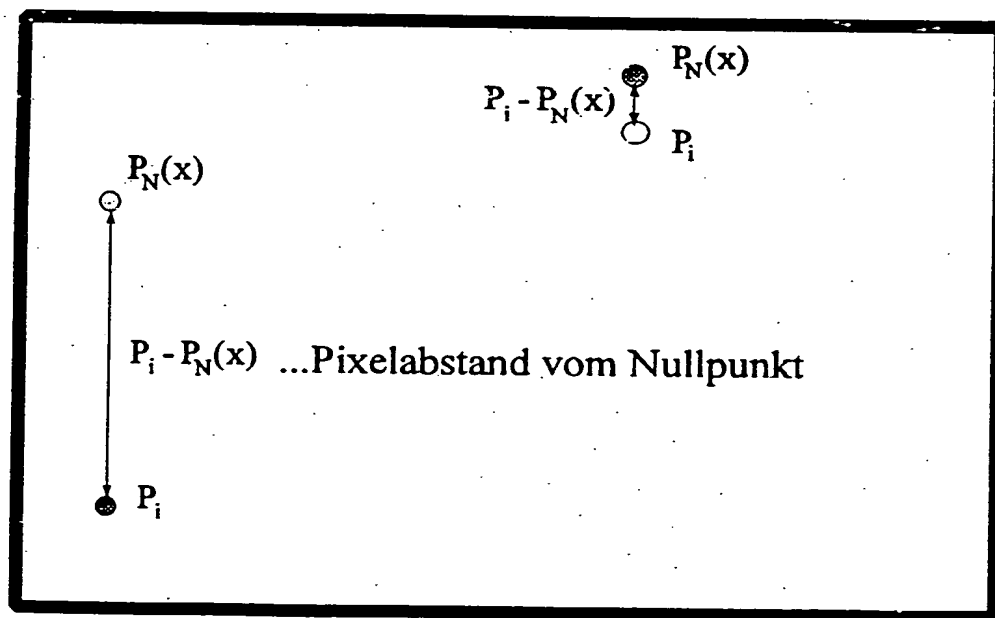 P_N(x)
P_i - P_N(x)
P_i
P_N(x)
P_i - P_N(x) ...Pixelabstand vom Nullpunkt
P_i